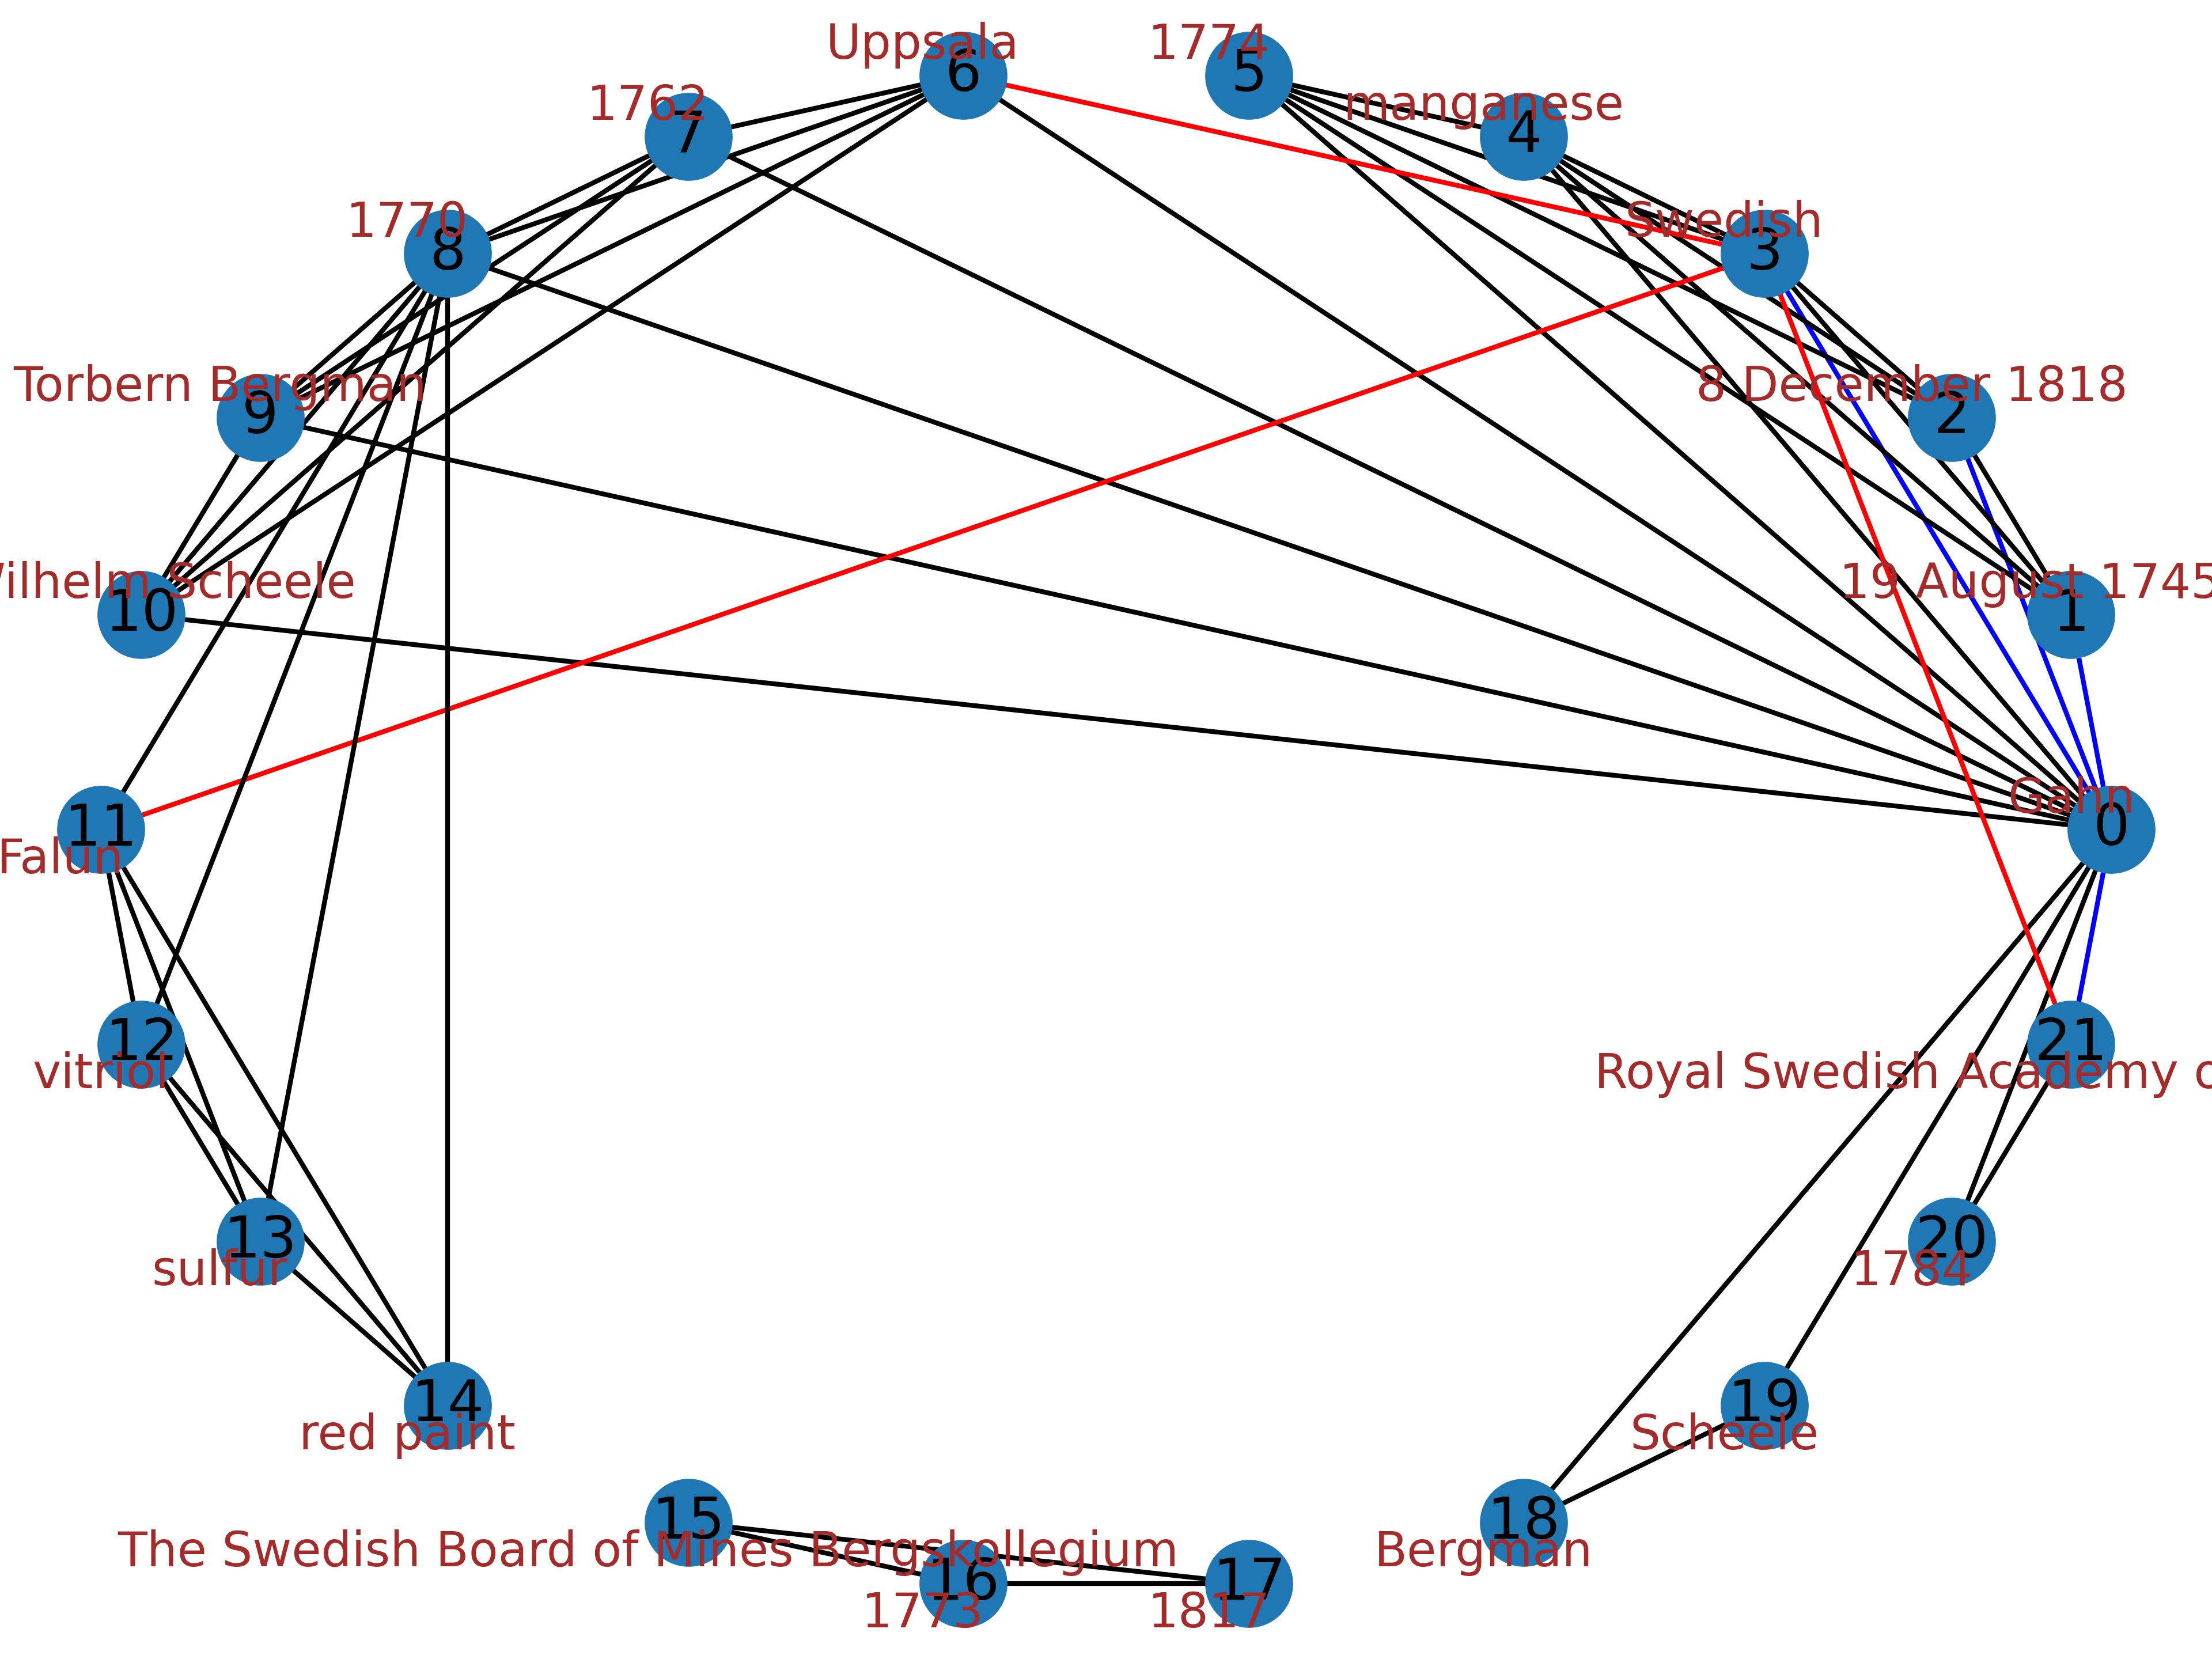 Uppsala
6
1774
5
1762
7
manganese
4
1770
8
Swedish
3
Torbern Bergman
9
8 December 1818
2
Scheele
10
19 August 1745
1
Gahn
0
11
Falun
12
vitriol
21
Royal Swedish Academy
13
sulfur
20
1784
14
red paint
19
Scheele
15
The Swedish Board of Mines Bergskollegium
18
Bergman
16
1773
17
1817